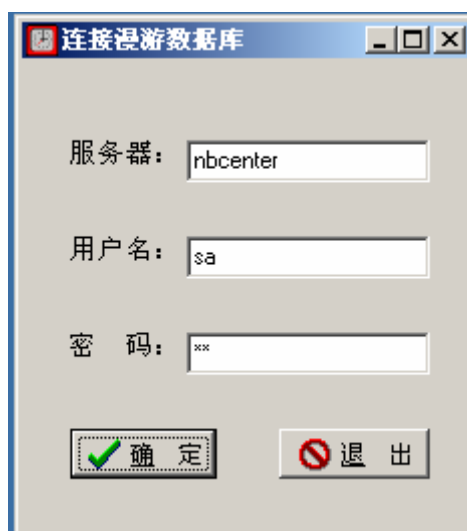 连接漫游数据库
服务器： nbcenter
用户名： sa
密 码： **
确 定 退 出